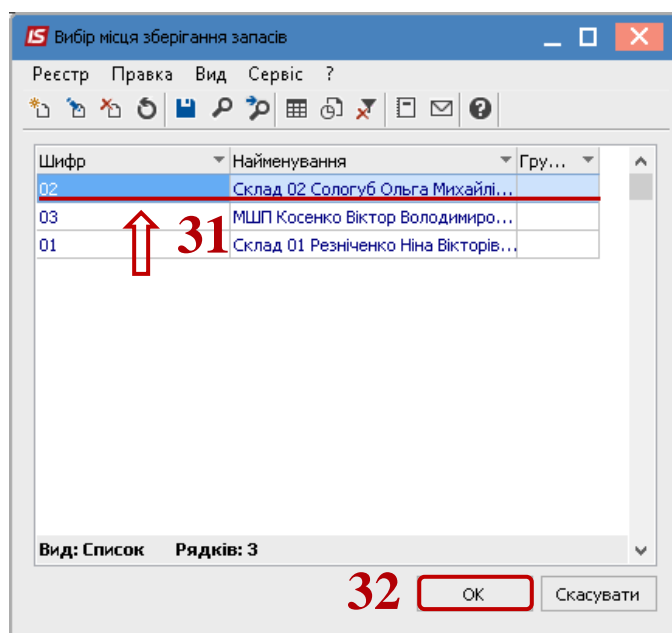 IS Вибір місця зберігання запасів
Реєстр Правка Вид Сервіс ?
Шифр Найменування Гру...
02 Склад 02 Сологуб Ольга Михайлі...
03 МШП Косенко Віктор Володимиро...
01 Склад 01 Резніченко Ніна Вікторів...
31
Вид: Список Рядків: 3
32 OK Скасувати